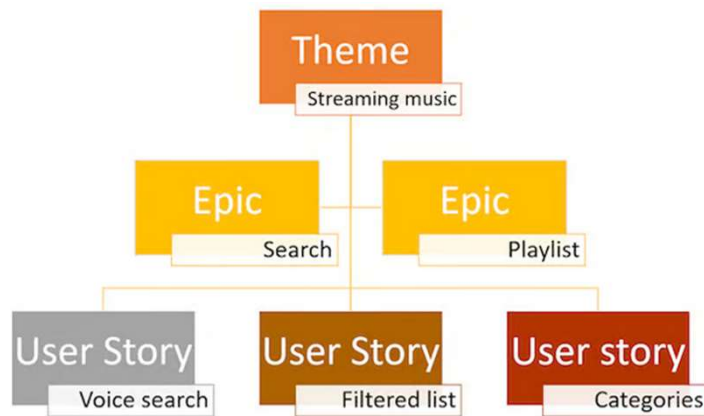 Theme
Streaming music
Epic
Search
Epic
Playlist
User Story
Voice search
User Story
Filtered list
User story
Categories